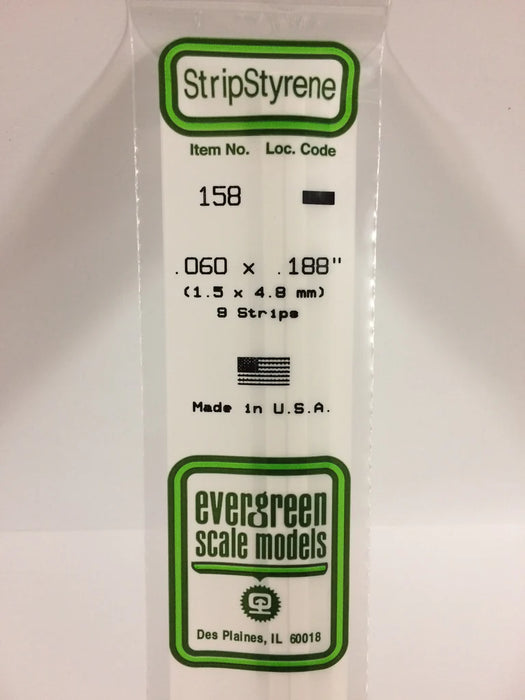 StripStyrene
Item No. Loc. Code
158
.060 x .188"
(1.5 x 4.8 mm)
9 Strips
Made in U.S.A.
evergreen
scale models
Des Plaines, IL 60018